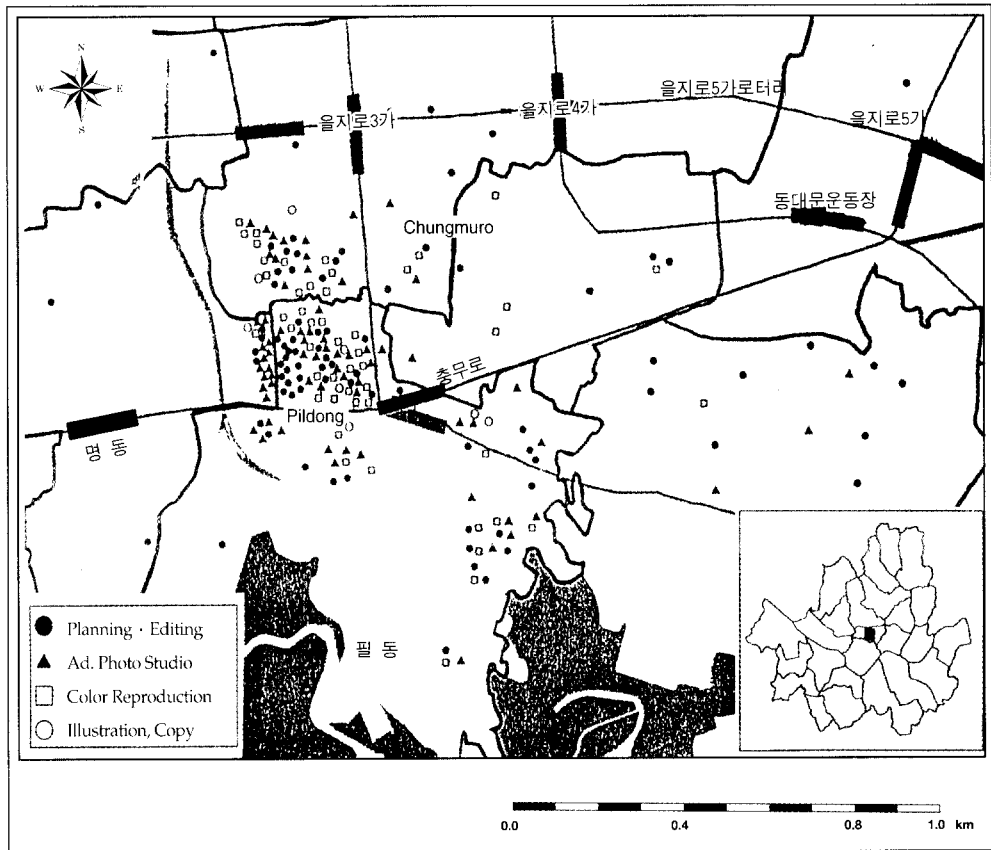 N
W E
S
을지로3가
을지로4가
을지로5가로터리
을지로5가
동대문운동장
Chungmuro
충무로
Pildong
명동
필동
Planning · Editing
Ad. Photo Studio
Color Reproduction
Illustration, Copy
0.0 0.4 0.8 1.0 km